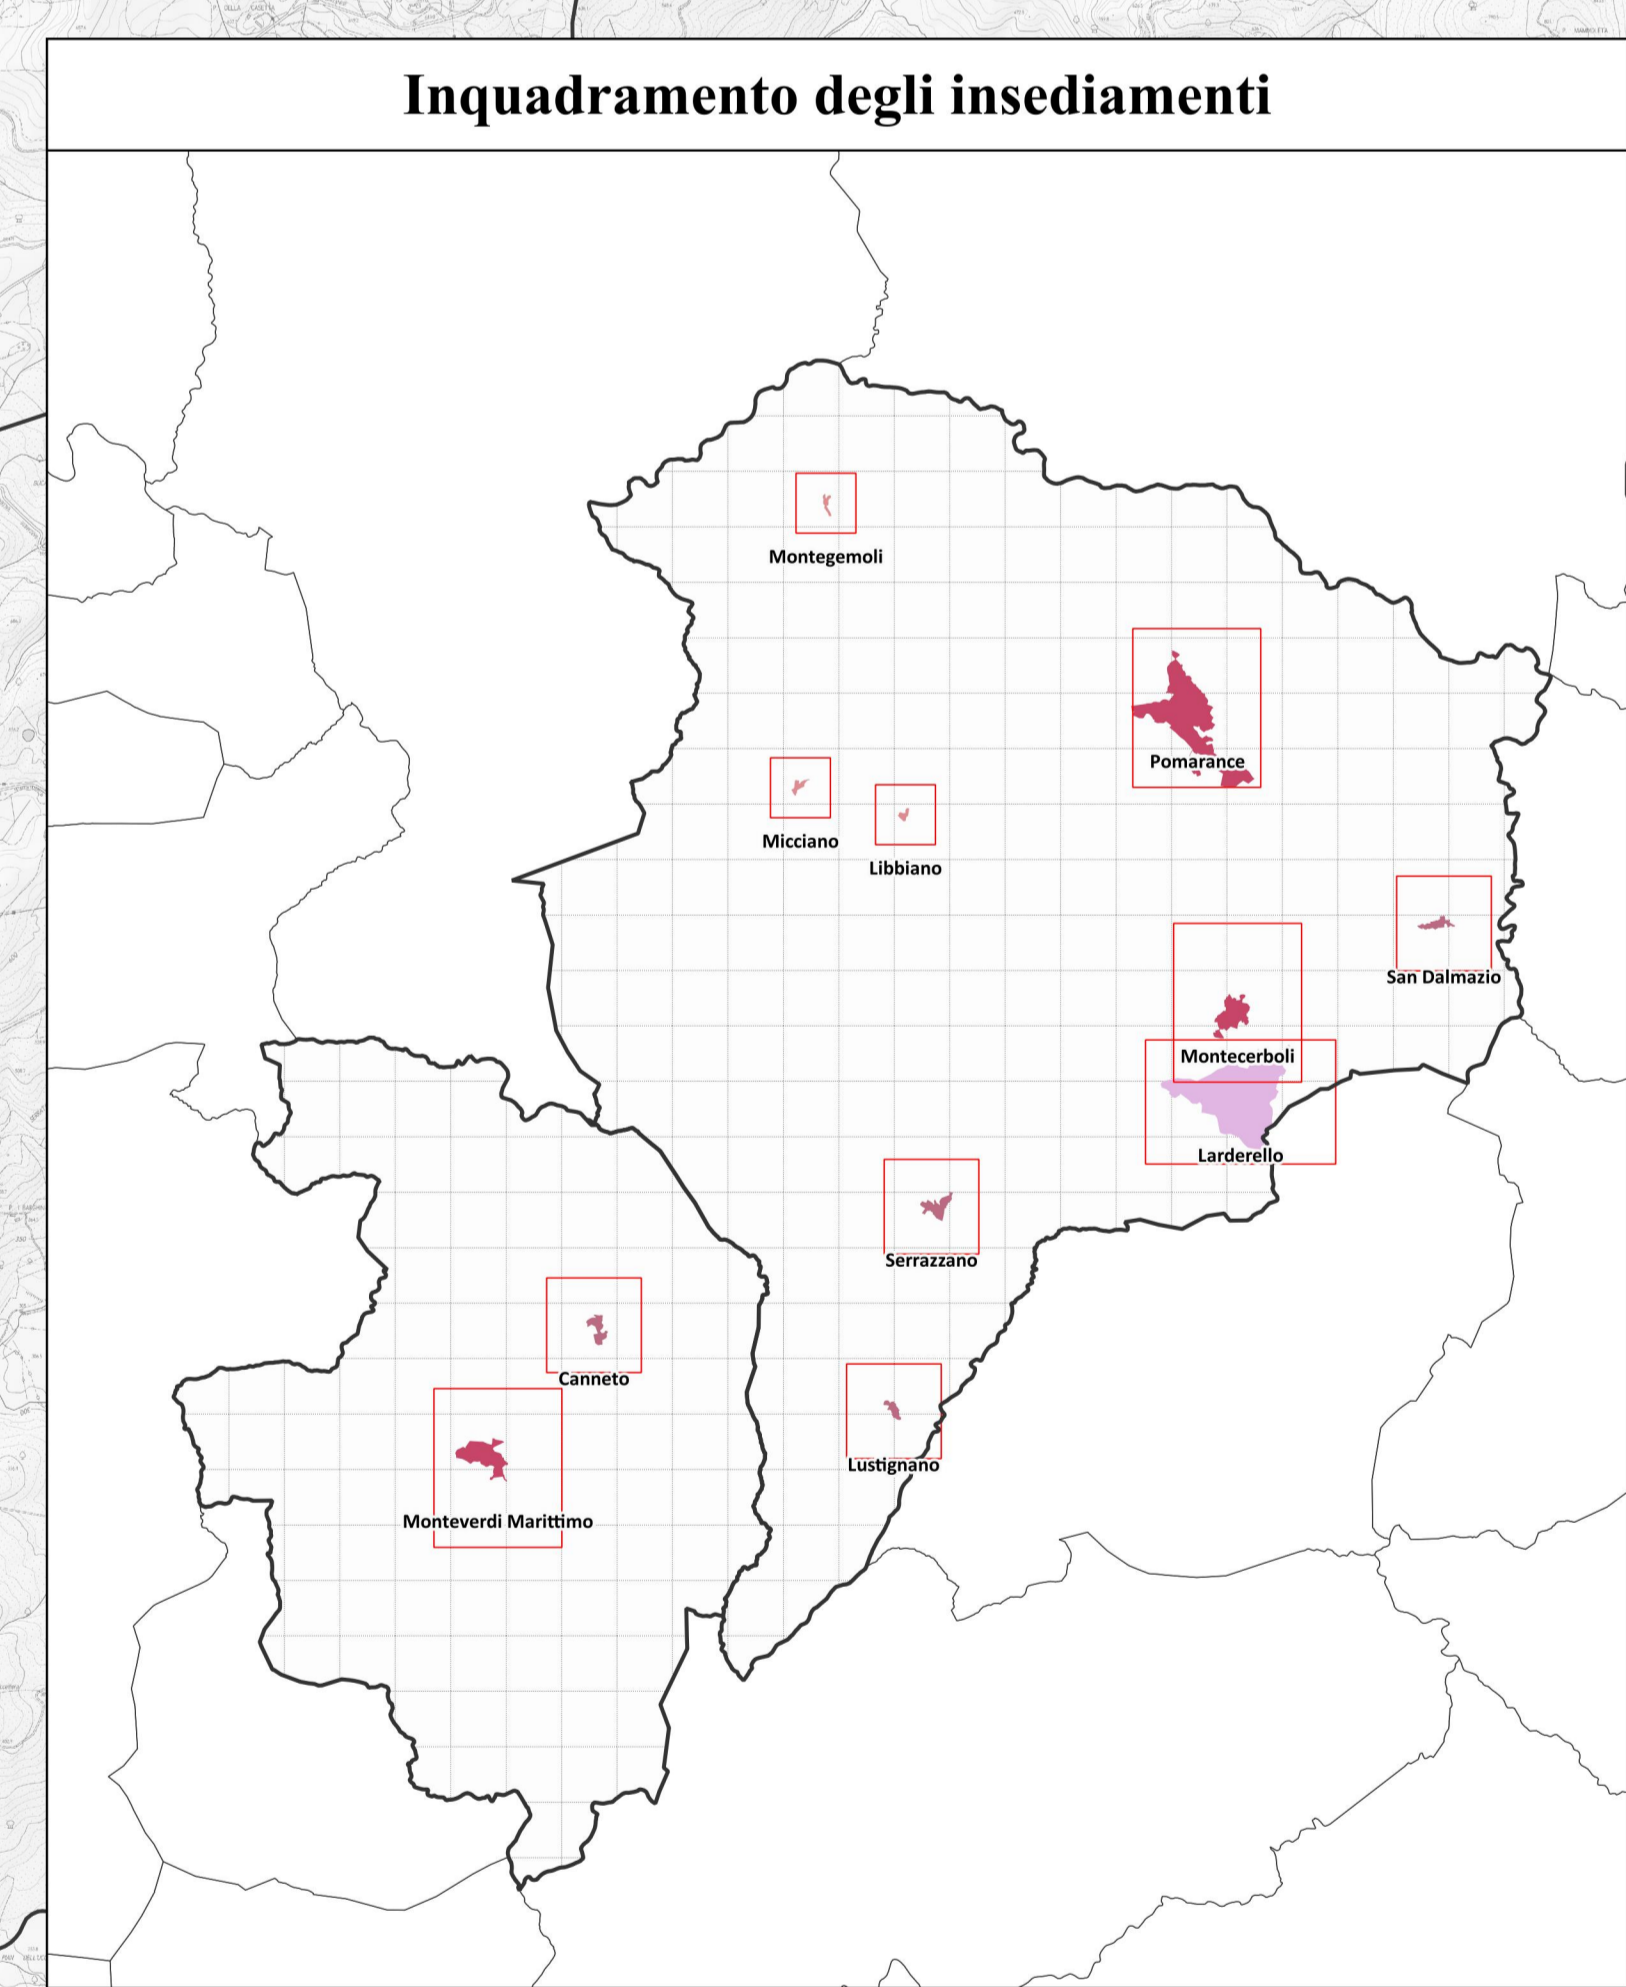 Inquadramento degli insediamenti
Montegemoli
Pomarance
Micciano
Libbiano
San Dalmazio
Montecerboli
Larderello
Serrazzano
Canneto
Lustignano
Monteverdi Marittimo